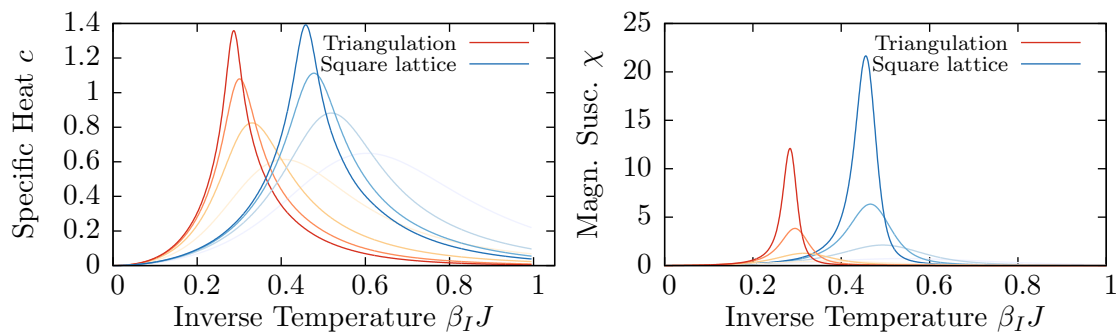 Specific Heat c
1.4
1.2
1
0.8
0.6
0.4
0.2
0
0 0.2 0.4 0.6 0.8 1
Inverse Temperature β_I J
Triangulation
Square lattice
Magn. Susc. χ
25
20
15
10
5
0
0 0.2 0.4 0.6 0.8 1
Inverse Temperature β_I J
Triangulation
Square lattice